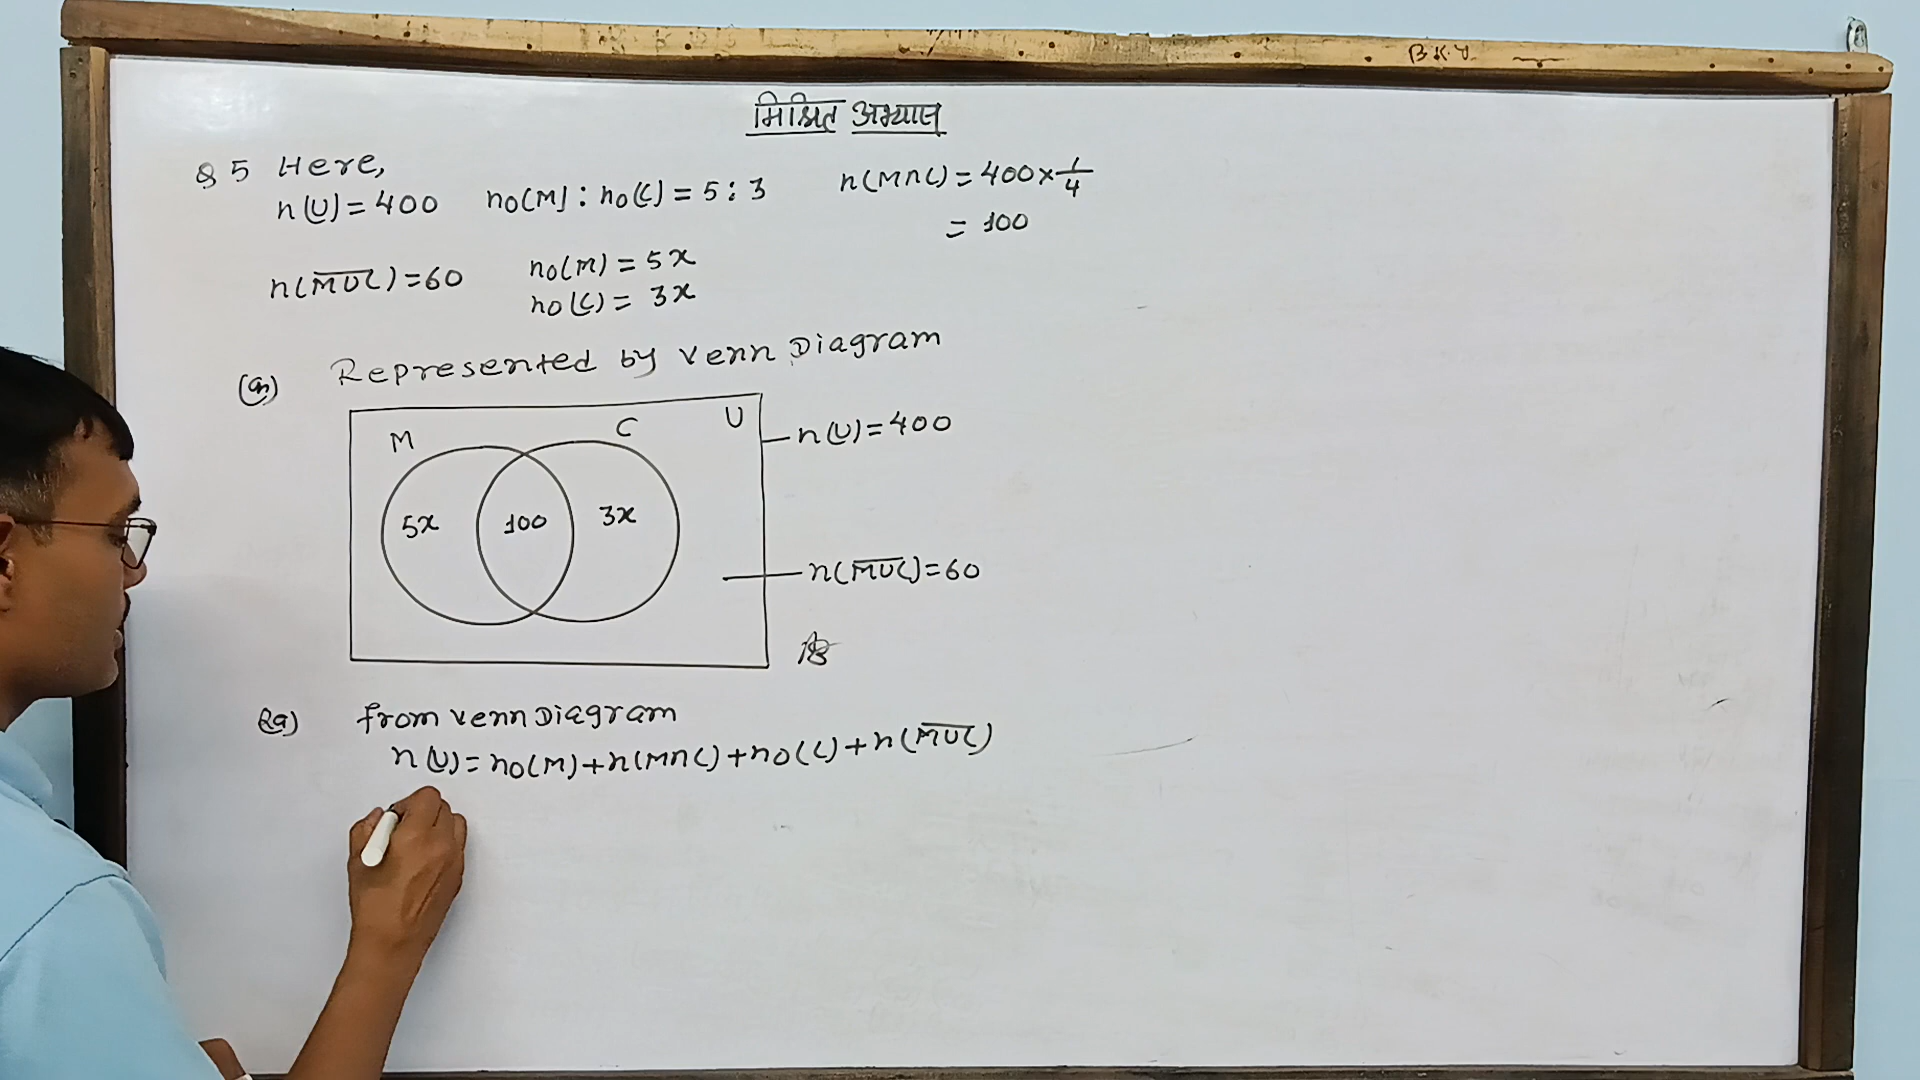 B.K.Y.
मिश्रित अभ्यास
Q 5 Here,
n(U) = 400 no(M) : no(C) = 5 : 3 n(M∩C) = 400 × 1/4
= 100
n(M̅U̅C̅) = 60 no(M) = 5x
no(C) = 3x
Represented by Venn Diagram
M C U
n(U) = 400
5x 100 3x
n(M̅U̅C̅) = 60
from venn Diagram
n(U) = no(M) + n(M∩C) + no(C) + n(M̅U̅C̅)